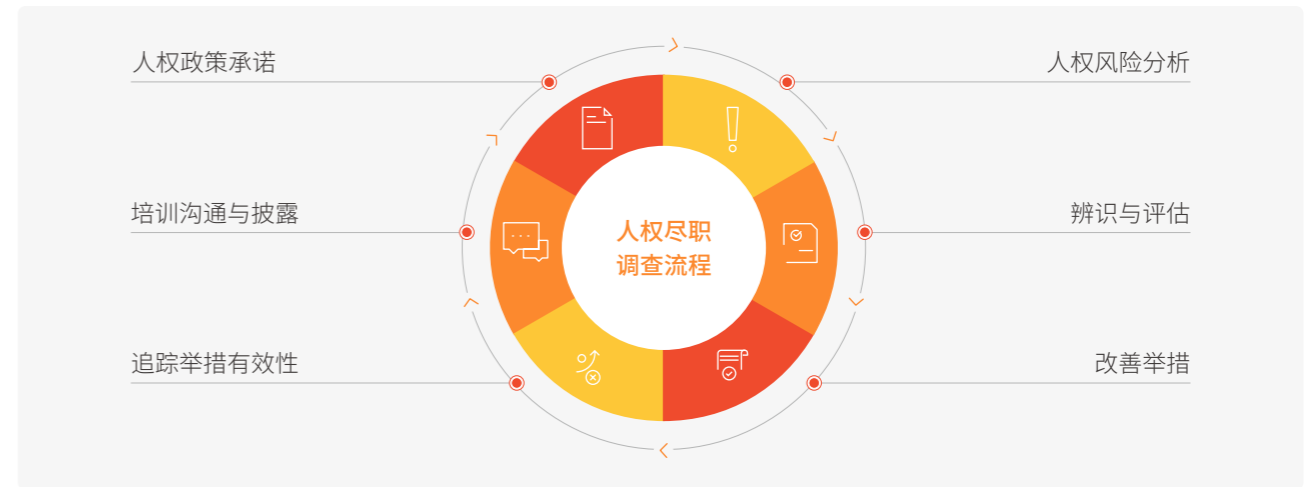 人权政策承诺
人权风险分析
培训沟通与披露
辨识与评估
人权尽职
调查流程
追踪举措有效性
改善举措